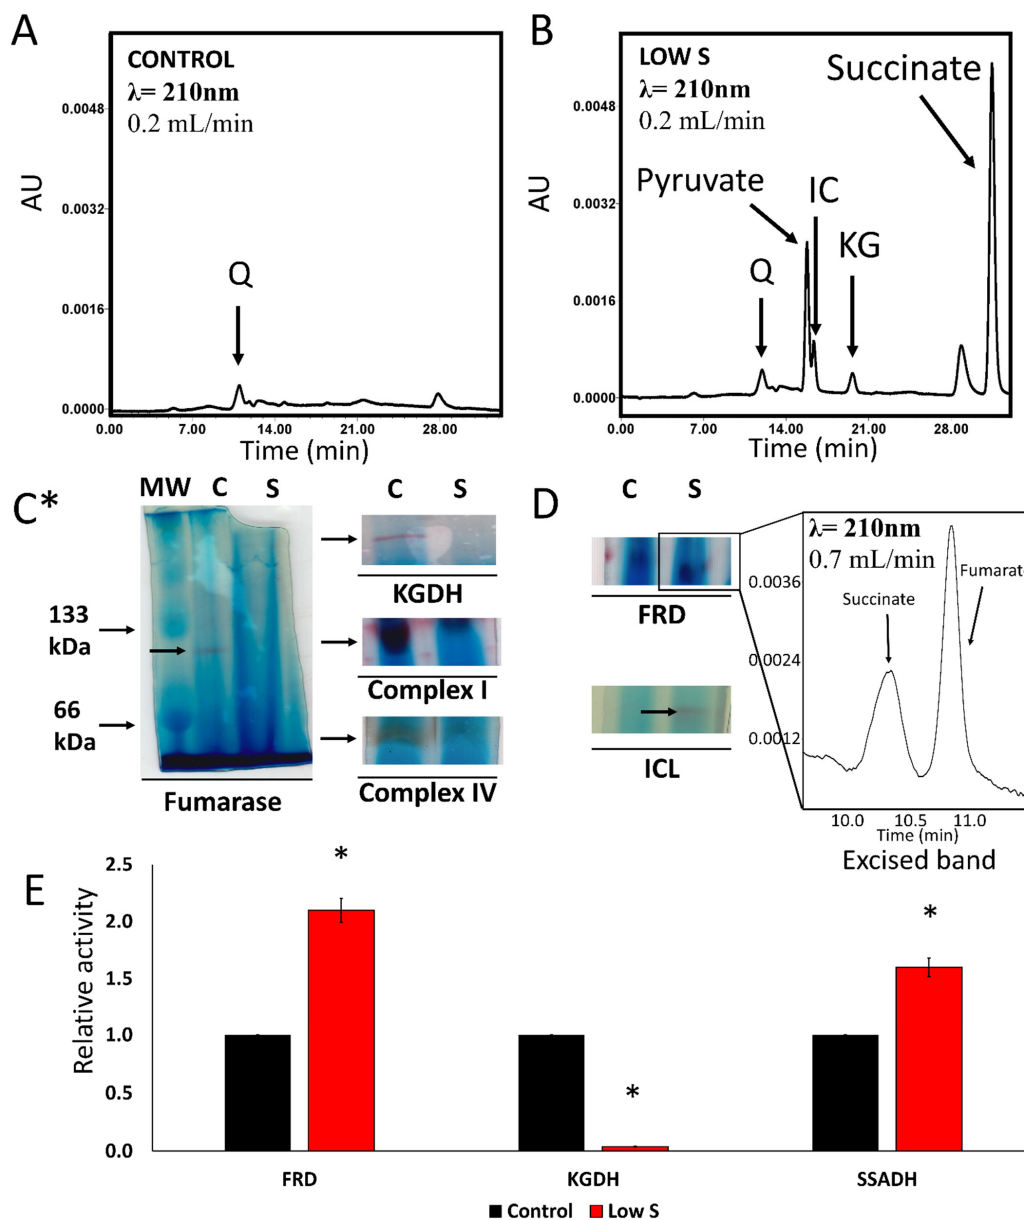 A
CONTROL
λ= 210nm
0.2 mL/min
AU
0.0048
0.0032
0.0016
0.0000
Q
0.00
7.00
14.00
21.00
28.00
Time (min)
B
LOW S
λ= 210nm
0.2 mL/min
Succinate
Pyruvate
IC
KG
Q
AU
0.0048
0.0032
0.0016
0.0000
0.00
7.00
14.00
21.00
28.00
Time (min)
C*
MW C S
133
kDa
66
kDa
Fumarase
C S
KGDH
Complex I
Complex IV
D
C S
FRD
ICL
λ= 210nm
0.7 mL/min
Succinate
Fumarat
0.0036
0.0024
0.0012
10.0
10.5
11.0
Time (min)
Excised band
E
Relative activity
2.5
2.0
1.5
1.0
0.5
0.0
*
*
*
FRD
KGDH
SSADH
Control
Low S